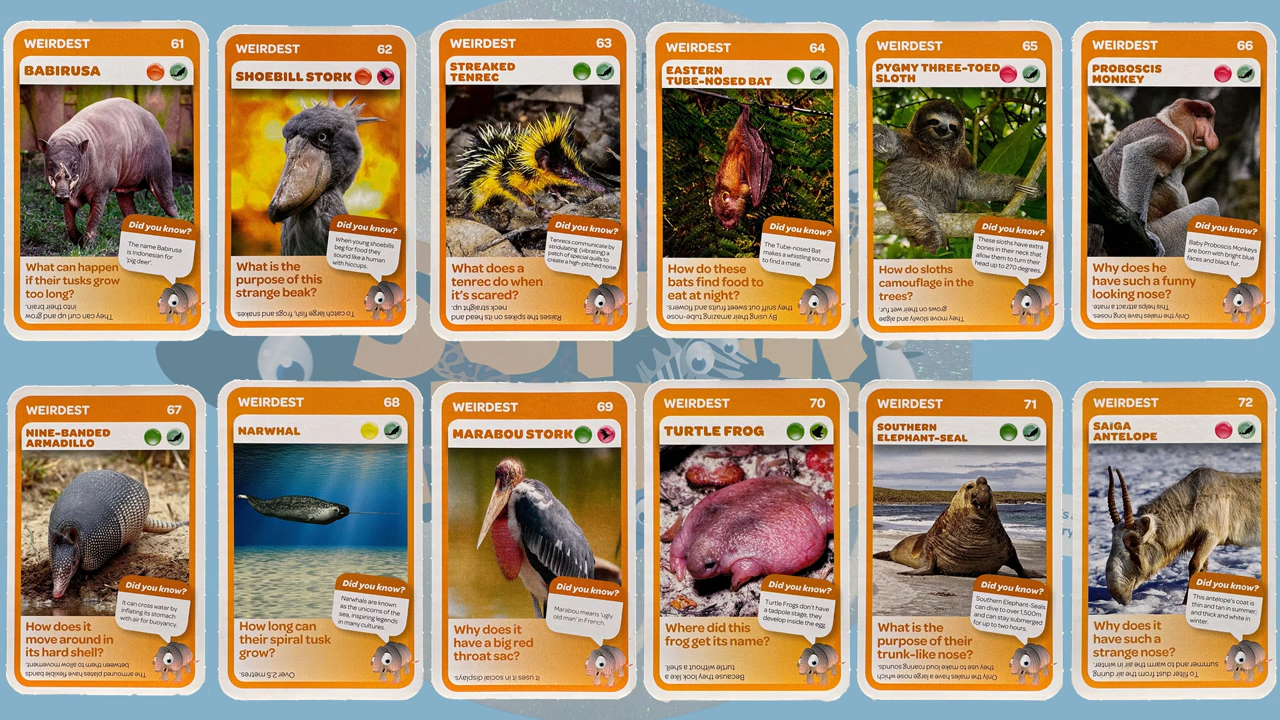 WEIRDEST 61
BABIRUSA
Did you know?
The name Babirusa
is Indonesian for
'pig deer'.
What can happen
if their tusks grow
too long?
They can curl up and grow
into their brain.
WEIRDEST 62
SHOEBILL STORK
Did you know?
When young shoebills
beg for food they
sound like a human
with hiccups.
What is the
purpose of this
strange beak?
To catch large fish, frogs and snakes.
WEIRDEST 63
STREAKED
TENREC
Did you know?
Tenrecs communicate by
stridulating (vibrating) a
patch of special quills to
create a high-pitched noise.
What does a
tenrec do when
it's scared?
Raises the spikes on its head and
neck straight up.
WEIRDEST 64
EASTERN
TUBE-NOSED BAT
Did you know?
The Tube-nosed Bat
makes a whistling sound
to find a mate.
How do these
bats find food to
eat at night?
By using their amazing tube-nose
to sniff out sweet fruits and flowers.
WEIRDEST 65
PYGMY THREE-TOED
SLOTH
Did you know?
These sloths have extra
bones in their neck that
allow them to turn their
head up to 270 degrees.
How do sloths
camouflage in the
trees?
They move slowly and algae
grows on their wet fur.
WEIRDEST 66
PROBOSCIS
MONKEY
Did you know?
Baby Proboscis Monkeys
are born with bright blue
faces and black fur.
Why does he
have such a funny
looking nose?
Only the males have long noses.
This helps attract a mate.
WEIRDEST 67
NINE-BANDED
ARMADILLO
Did you know?
It can cross water by
inflating its stomach
with air for buoyancy.
How does it
move around in
its hard shell?
The armoured plates have flexible bands
between them to allow movement
WEIRDEST 68
NARWHAL
Did you know?
Narwhals are known
as the unicorns of the
sea, inspiring legends
in many cultures.
How long can
their spiral tusk
grow?
Over 2.5 metres.
WEIRDEST 69
MARABOU STORK
Did you know?
Marabou means 'ugly
old man' in French.
Why does it
have a big red
throat sac?
It uses it in social displays
WEIRDEST 70
TURTLE FROG
Did you know?
Turtle Frogs don't have
a tadpole stage, they
develop inside the egg.
Where did this
frog get its name?
Because they look like a
turtle without a shell.
WEIRDEST 71
SOUTHERN
ELEPHANT-SEAL
Did you know?
Southern Elephant-Seals
can dive to over 1,500m
and can stay submerged
for up to two hours.
What is the
purpose of their
trunk-like nose?
Only the males have a large nose which
they use to make loud roaring sounds.
WEIRDEST 72
SAIGA
ANTELOPE
Did you know?
This antelope's coat is
thin and tan in summer;
and thick and white in
winter.
Why does it
have such a
strange nose?
To filter dust from the air during
summer and to warm the air in winter.